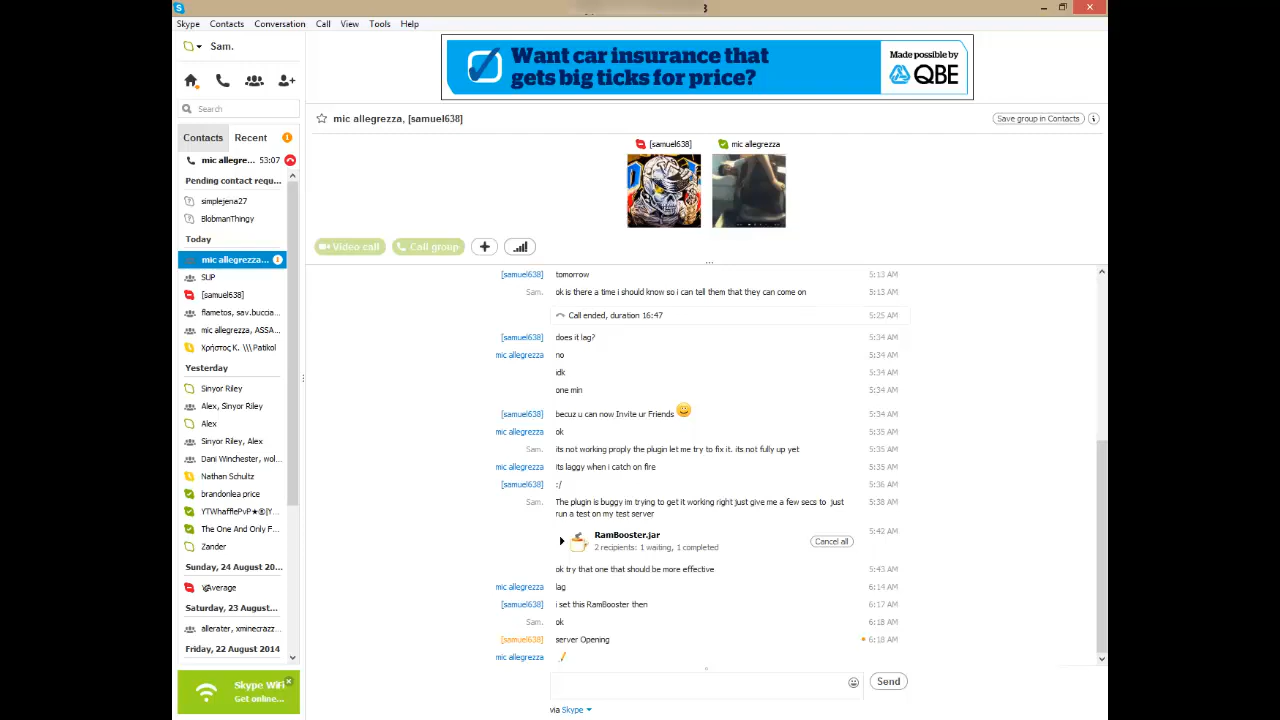 Skype Contacts Conversation Call View Tools Help
Sam.
Want car insurance that
gets big ticks for price?
Made possible by
QBE
Search
Contacts Recent 1
mic allegre... 53:07
Pending contact requ...
simplejena27
BlobmanThingy
Today
mic allegrezza... 1
SUP
[samuel638]
flametos, sav.buccia...
mic allegrezza, ASSA...
Χρήστος Κ. \\\ Patikol
Yesterday
Sinyor Riley
Alex, Sinyor Riley
Alex
Sinyor Riley, Alex
Dani Winchester, wol...
Nathan Schultz
brandonlea price
YTWhafflePvP★®|Y...
The One And Only F...
Zander
Sunday, 24 August 20...
Average
Saturday, 23 August...
allerater, xminecrazz...
Friday, 22 August 2014
Skype WiFi
Get online...
mic allegrezza, [samuel638]
Save group in Contacts
[samuel638] mic allegrezza
Video call Call group
[samuel638] tomorrow 5:13 AM
Sam. ok is there a time i should know so i can tell them that they can come on 5:13 AM
Call ended, duration 16:47 5:25 AM
[samuel638] does it lag? 5:34 AM
mic allegrezza no 5:34 AM
idk 5:34 AM
one min 5:34 AM
[samuel638] becuz u can now Invite ur Friends 5:34 AM
mic allegrezza ok 5:35 AM
Sam. its not working proply the plugin let me try to fix it. its not fully up yet 5:35 AM
mic allegrezza its laggy when i catch on fire 5:35 AM
[samuel638] :/ 5:36 AM
Sam. The plugin is buggy im trying to get it working right just give me a few secs to just 5:38 AM
run a test on my test server
RamBooster.jar 5:42 AM
2 recipients: 1 waiting, 1 completed Cancel all
ok try that one that should be more effective 5:43 AM
mic allegrezza lag 6:14 AM
[samuel638] i set this RamBooster then 6:17 AM
Sam. ok 6:18 AM
[samuel638] server Opening 6:18 AM
mic allegrezza
Send
via Skype